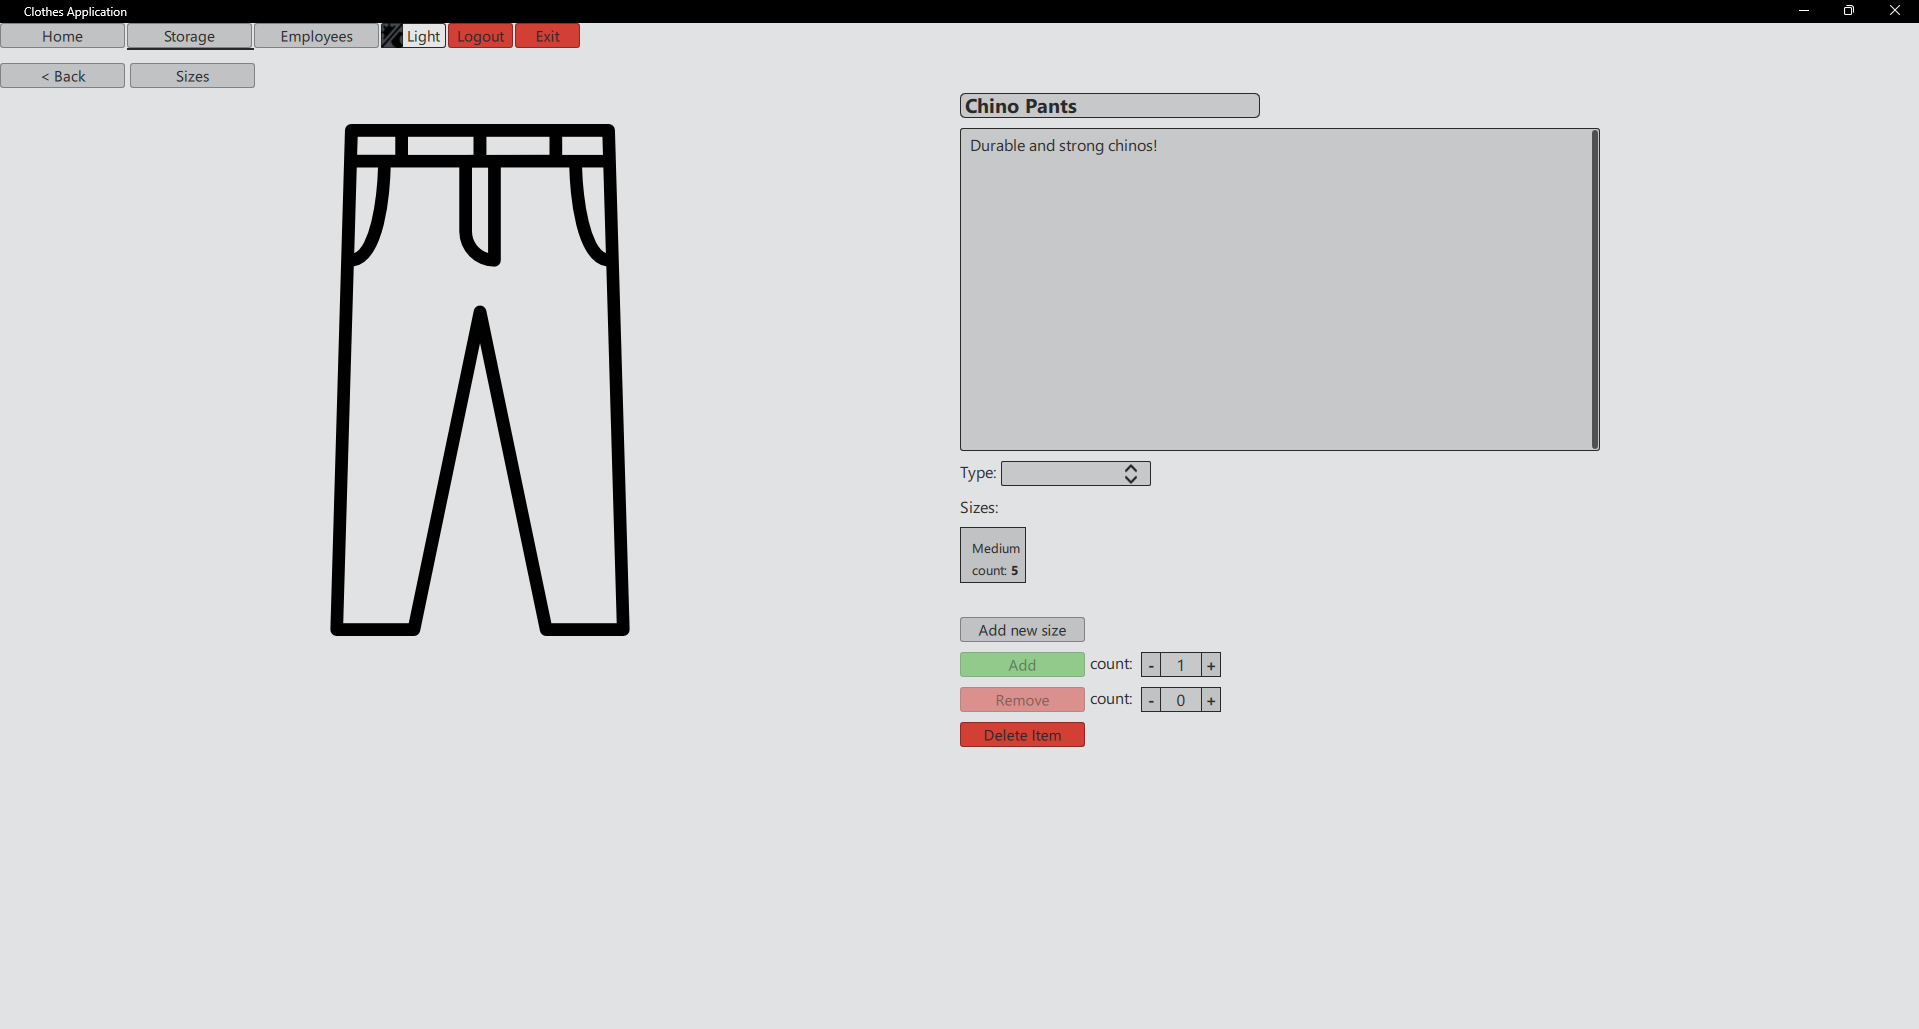 Clothes Application
Home Storage Employees Light Logout Exit
< Back Sizes
Chino Pants
Durable and strong chinos!
Type:
Sizes:
Medium
count: 5
Add new size
Add count: - 1 +
Remove count: - 0 +
Delete Item